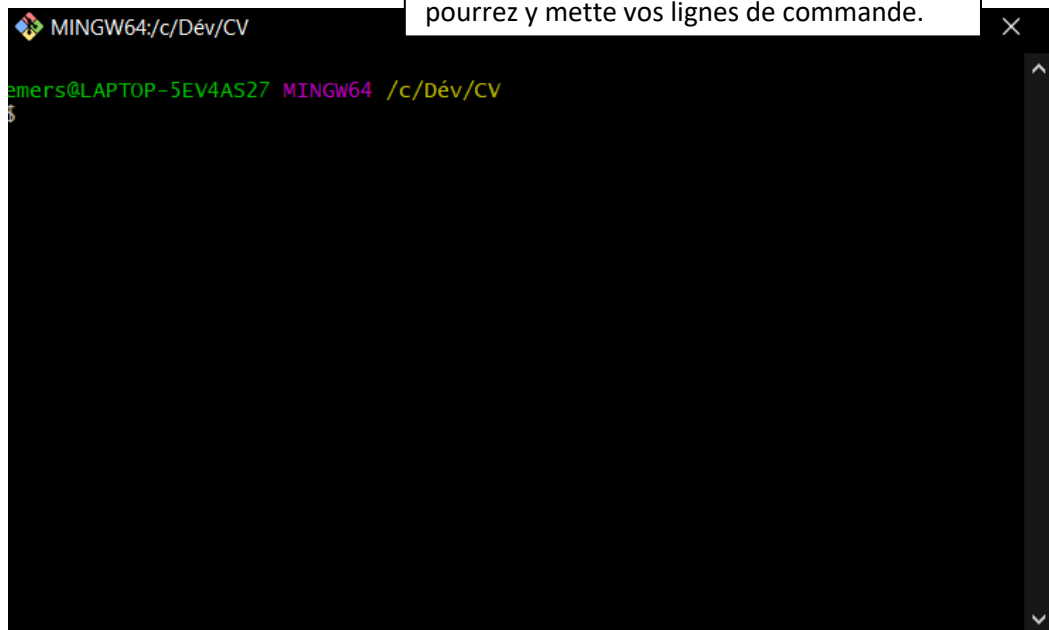 pourrez y mette vos lignes de commande.
MINGW64:/c/Dév/CV
emers@LAPTOP-5EV4AS27 MINGW64 /c/Dév/CV
$